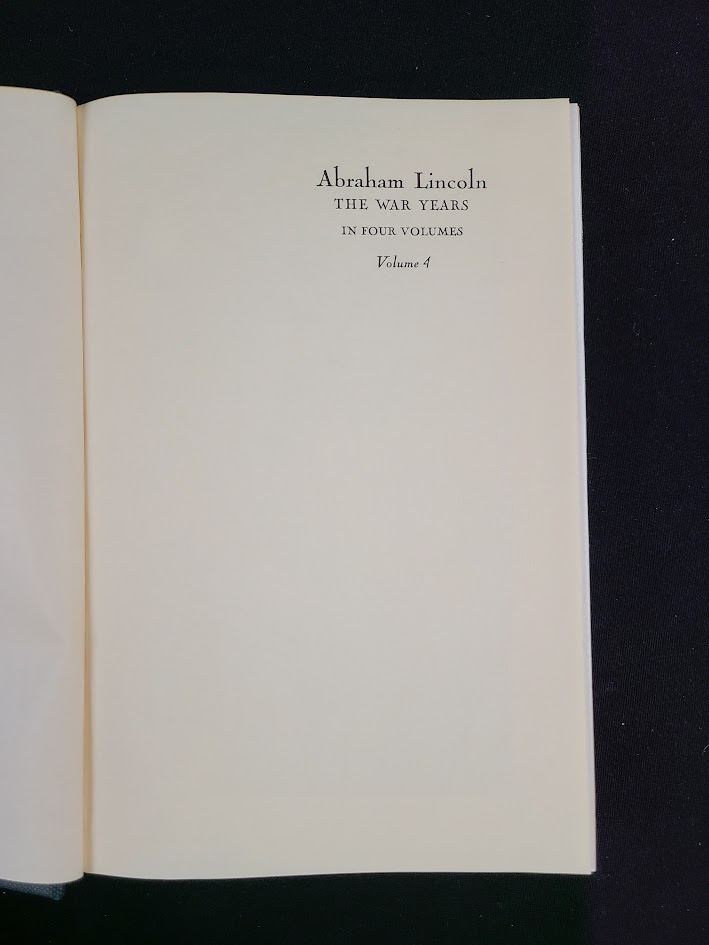 Abraham Lincoln
THE WAR YEARS
IN FOUR VOLUMES
Volume 4